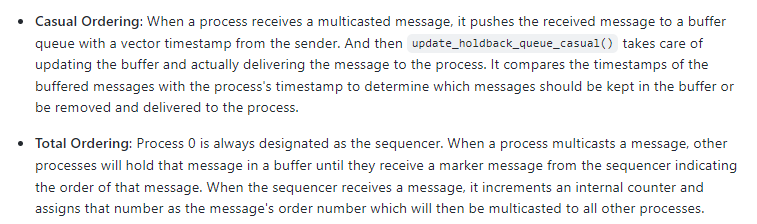 • Casual Ordering: When a process receives a multicasted message, it pushes the received message to a buffer
queue with a vector timestamp from the sender. And then update_holdback_queue_casual() takes care of
updating the buffer and actually delivering the message to the process. It compares the timestamps of the
buffered messages with the process's timestamp to determine which messages should be kept in the buffer or
be removed and delivered to the process.
• Total Ordering: Process 0 is always designated as the sequencer. When a process multicasts a message, other
processes will hold that message in a buffer until they receive a marker message from the sequencer indicating
the order of that message. When the sequencer receives a message, it increments an internal counter and
assigns that number as the message's order number which will then be multicasted to all other processes.